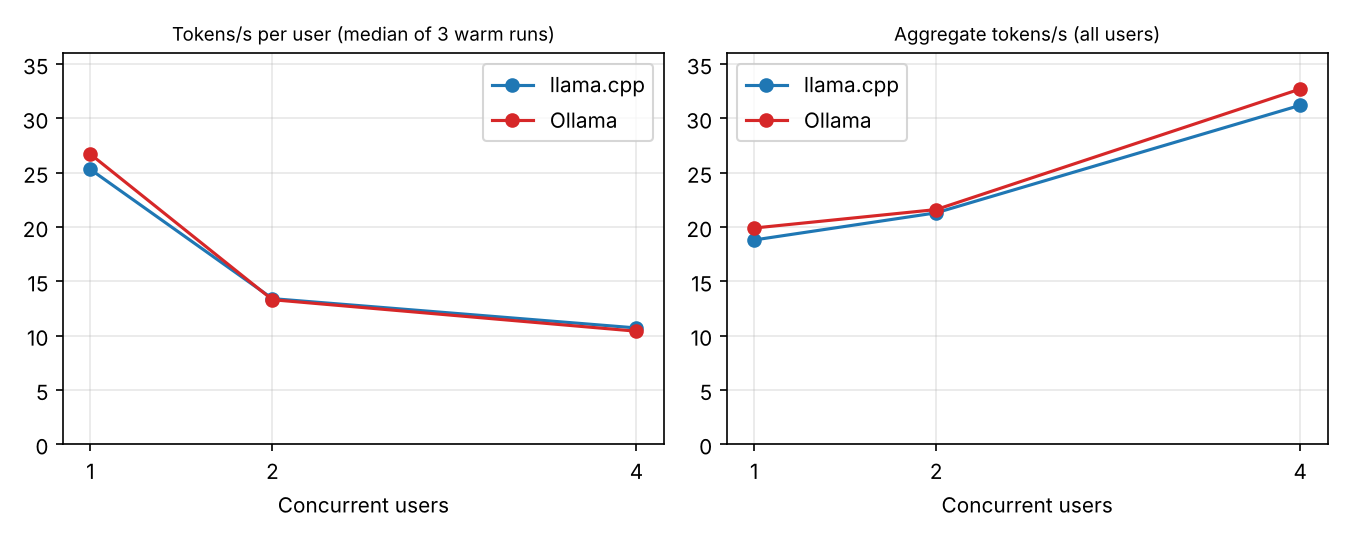 Tokens/s per user (median of 3 warm runs)
35
30
25
20
15
10
5
0
llama.cpp
Ollama
1
2
4
Concurrent users
Aggregate tokens/s (all users)
35
30
25
20
15
10
5
0
llama.cpp
Ollama
1
2
4
Concurrent users